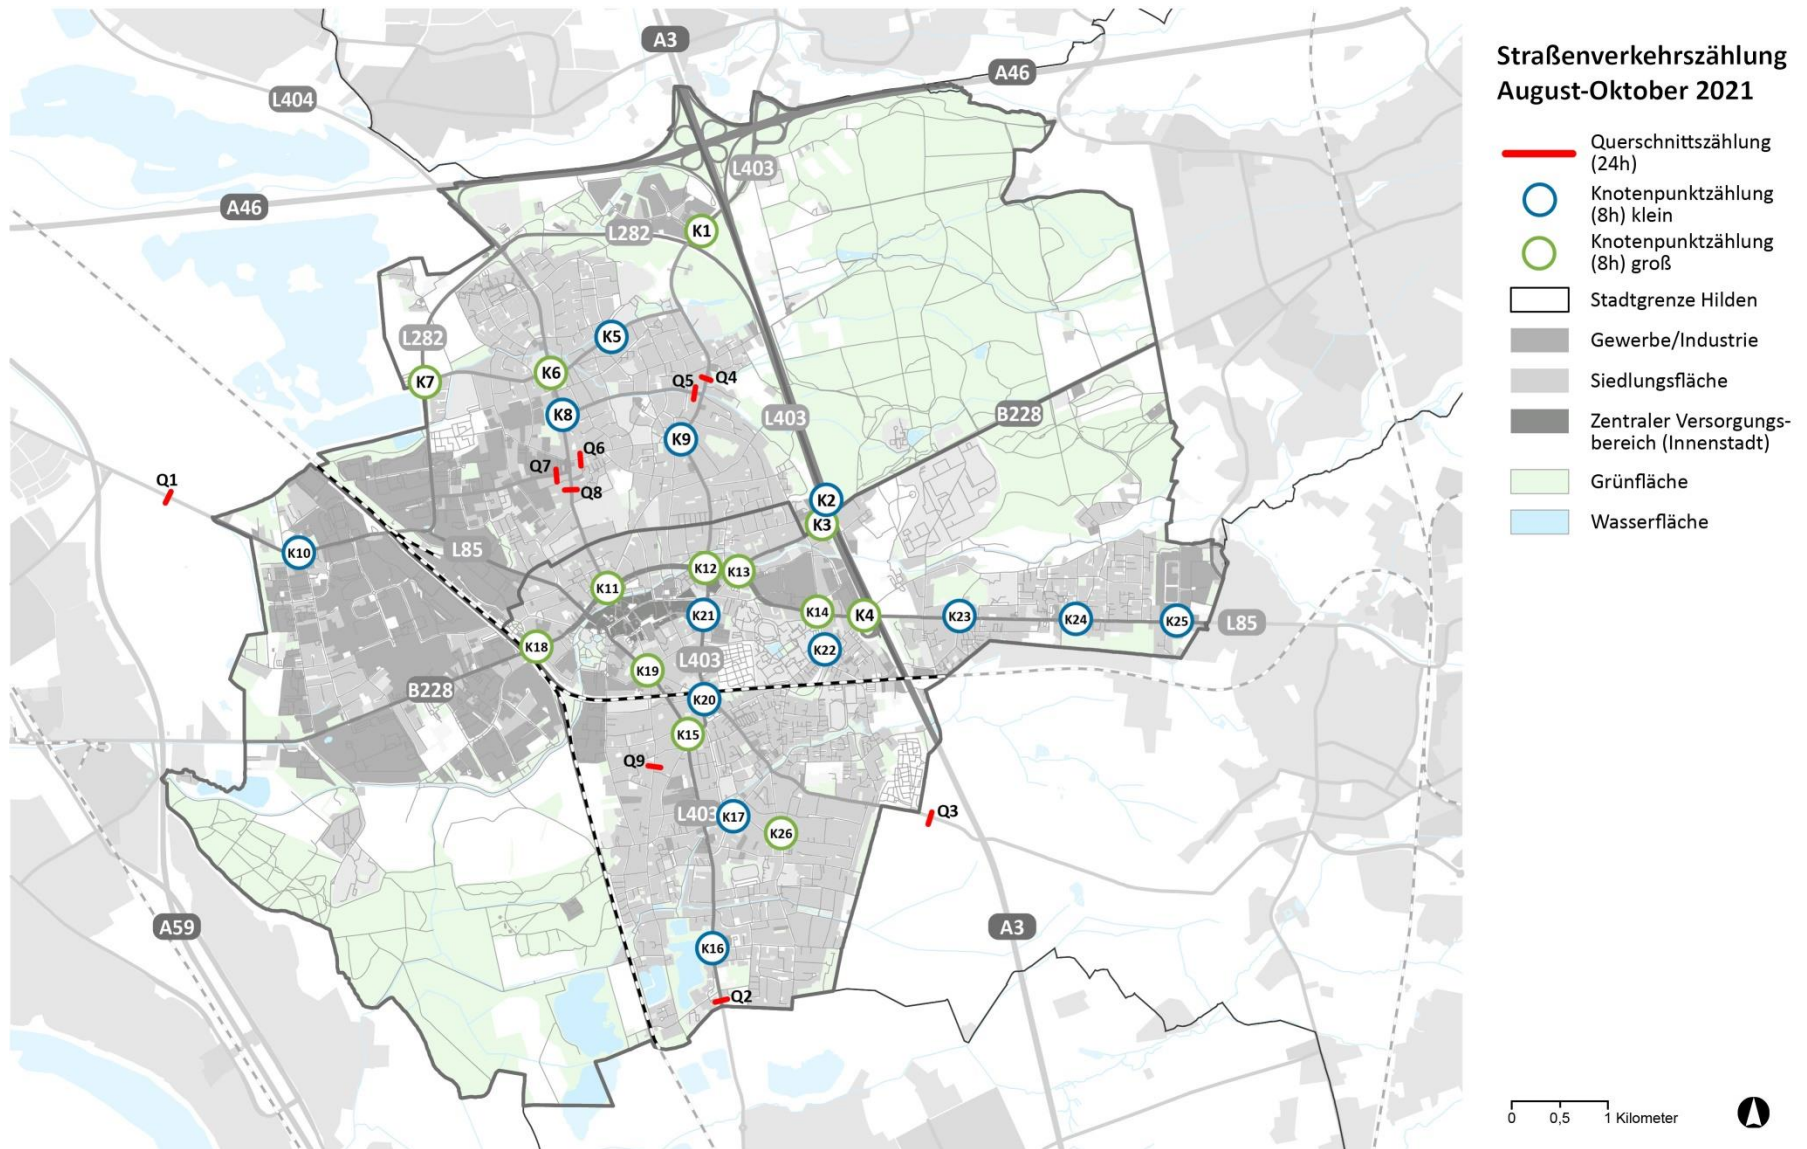 A3
A46
L404
L403
A46
L282
K1
L282
K5
K6
K7
Q5
Q4
K8
L403
B228
K9
Q6
Q7
Q1
Q8
K2
K3
K10
L85
K12
K13
K11
K21
K14
K4
K23
K24
K25
L85
K18
K22
L403
K19
B228
K20
K15
Q9
L403
K17
Q3
K26
A59
A3
K16
Q2
Straßenverkehrszählung
August-Oktober 2021
Querschnittszählung
(24h)
Knotenpunktzählung
(8h) klein
Knotenpunktzählung
(8h) groß
Stadtgrenze Hilden
Gewerbe/Industrie
Siedlungsfläche
Zentraler Versorgungs-
bereich (Innenstadt)
Grünfläche
Wasserfläche
0 0,5 1 Kilometer